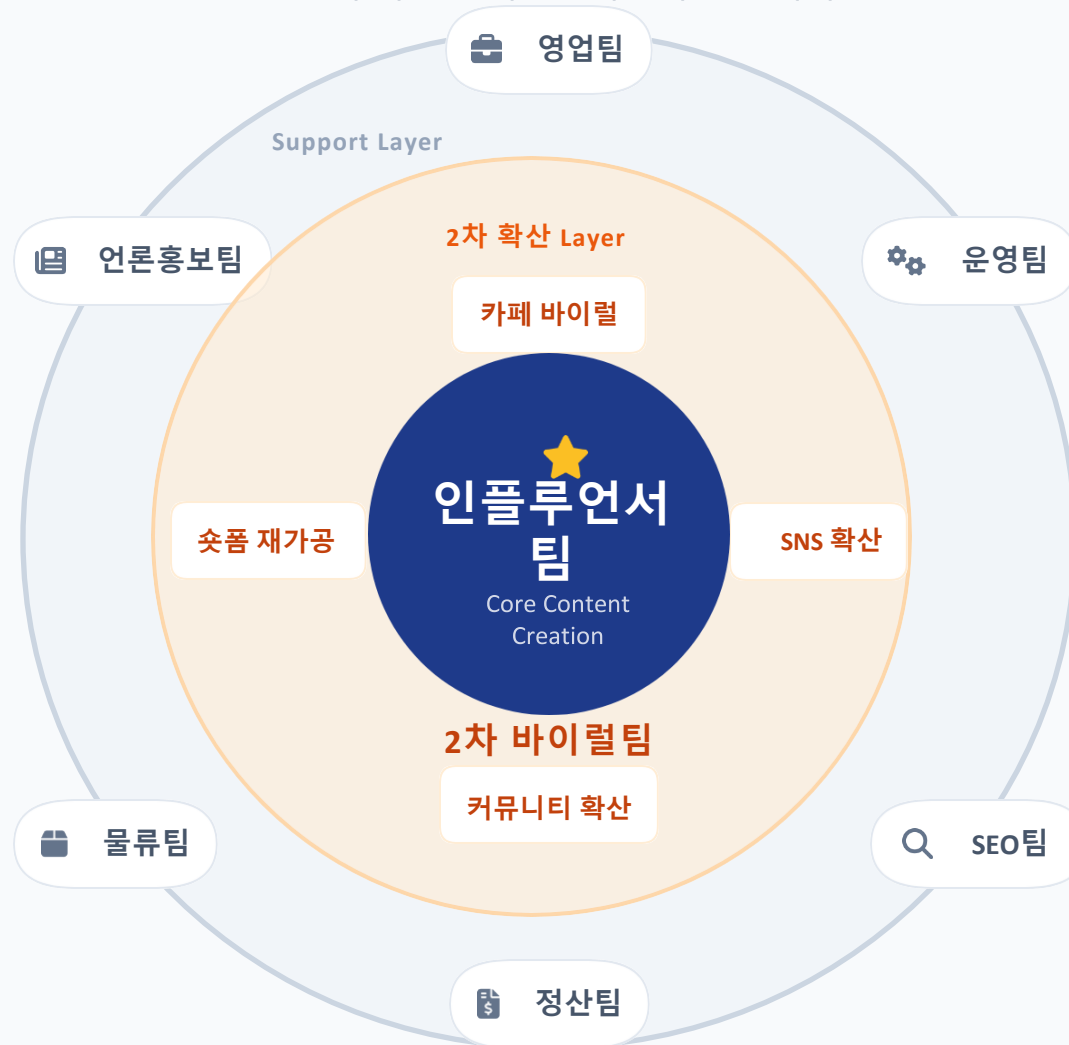 영업팀
Support Layer
2차 확산 Layer
언론홍보팀
운영팀
카페 바이럴
인플루언서
팀
Core Content
Creation
숏폼 재가공
SNS 확산
2차 바이럴팀
커뮤니티 확산
물류팀
SEO팀
정산팀